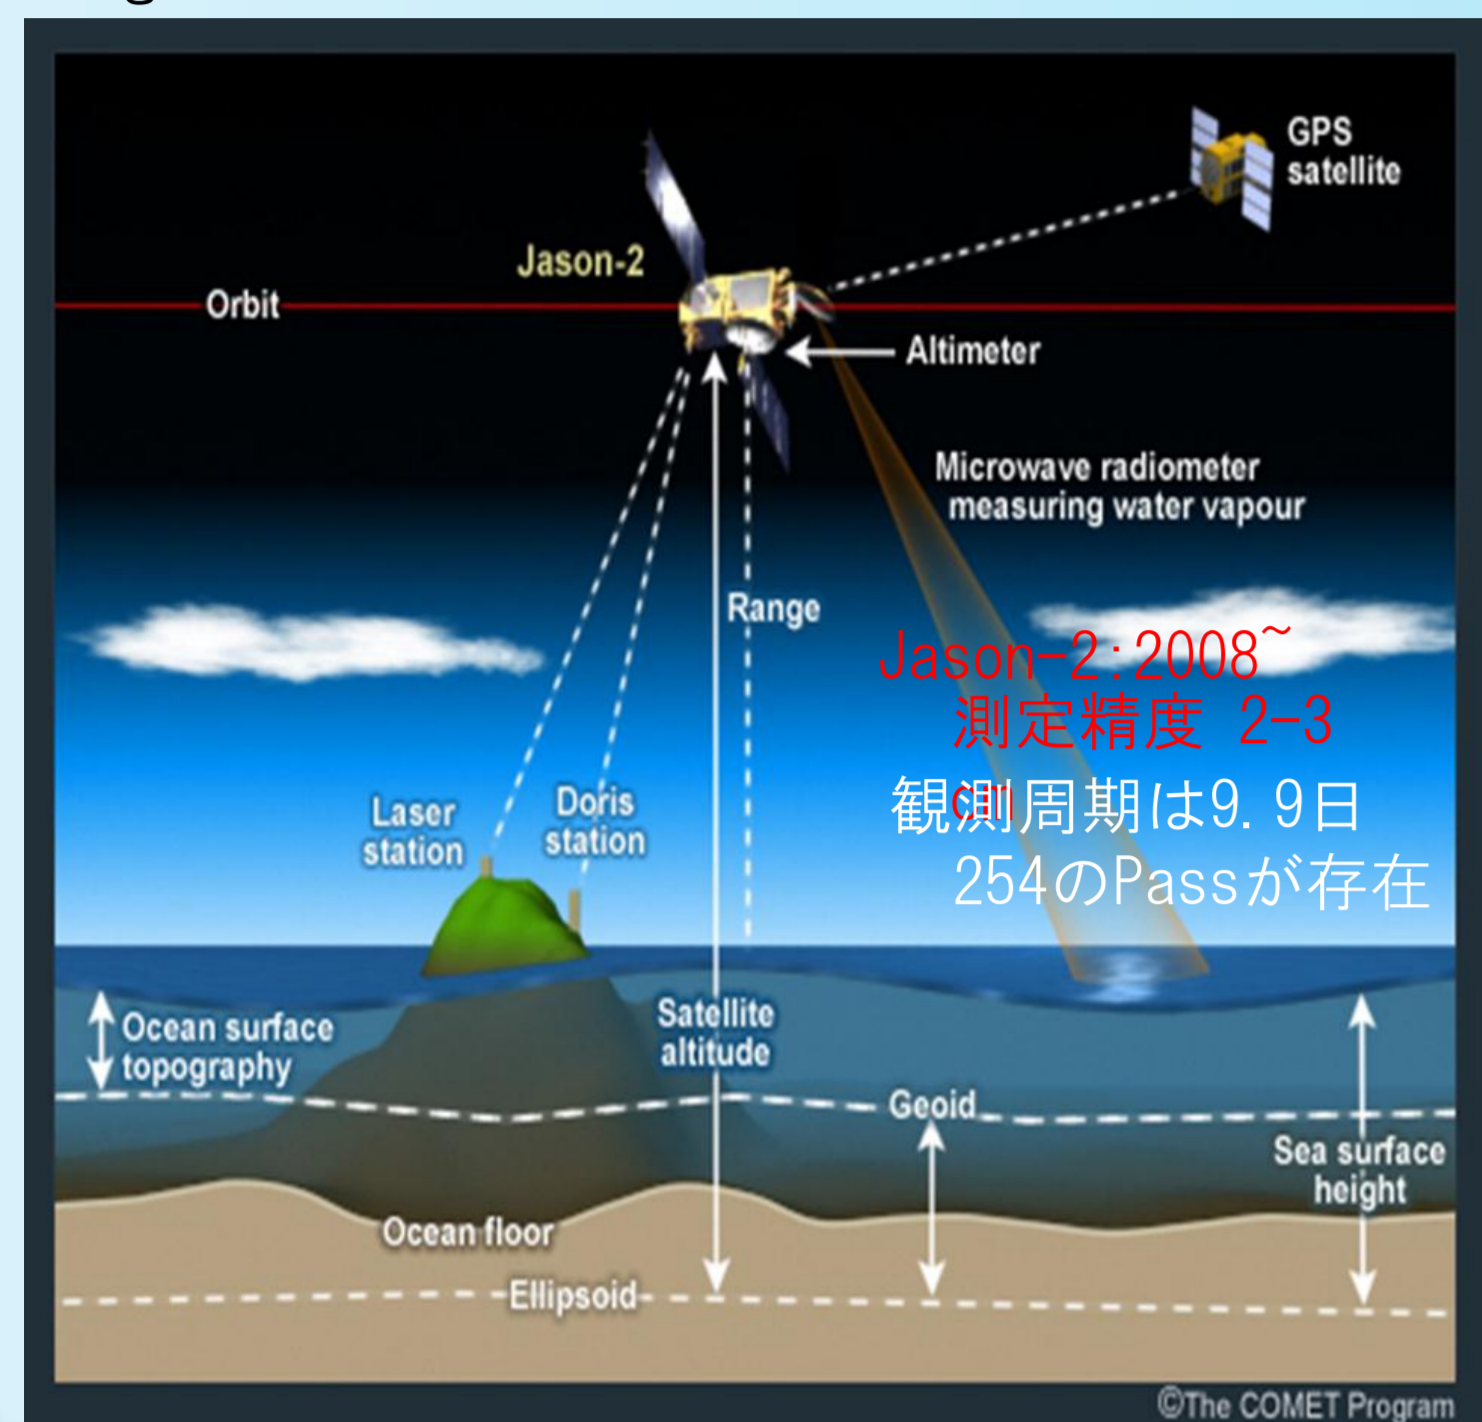 g
GPS
satellite
Jason-2
Orbit
Altimeter
Microwave radiometer
measuring water vapour
Range
Jason-2:2008~
測定精度 2-3
cm
観測周期は9.9日
254のPassが存在
Laser
station
Doris
station
Ocean surface
topography
Satellite
altitude
Geoid
Sea surface
height
Ocean floor
Ellipsoid
©The COMET Program